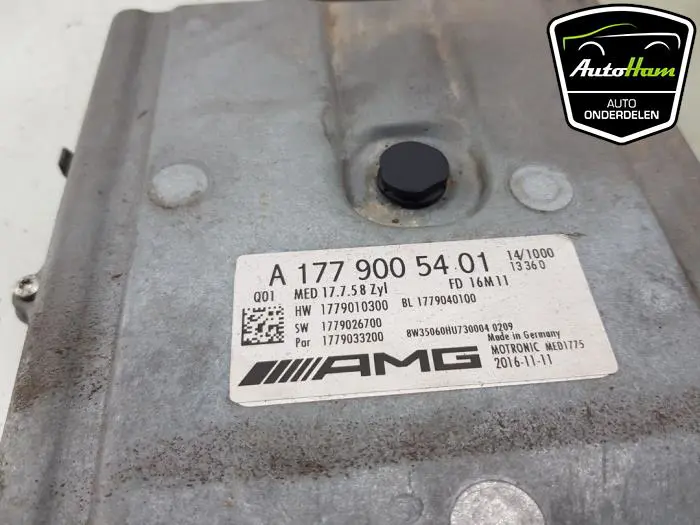 AutoHam
AUTO
ONDERDELEN
A 177 900 54 01 14/1000
13360
Q01 MED 17.7.5 8 Zyl FD 16M11
HW 1779010300 BL 1779040100
SW 1779026700 8W35060HU730004 0209
Par 1779033200 Made in Germany
MOTRONIC MED1775
AMG 2016-11-11